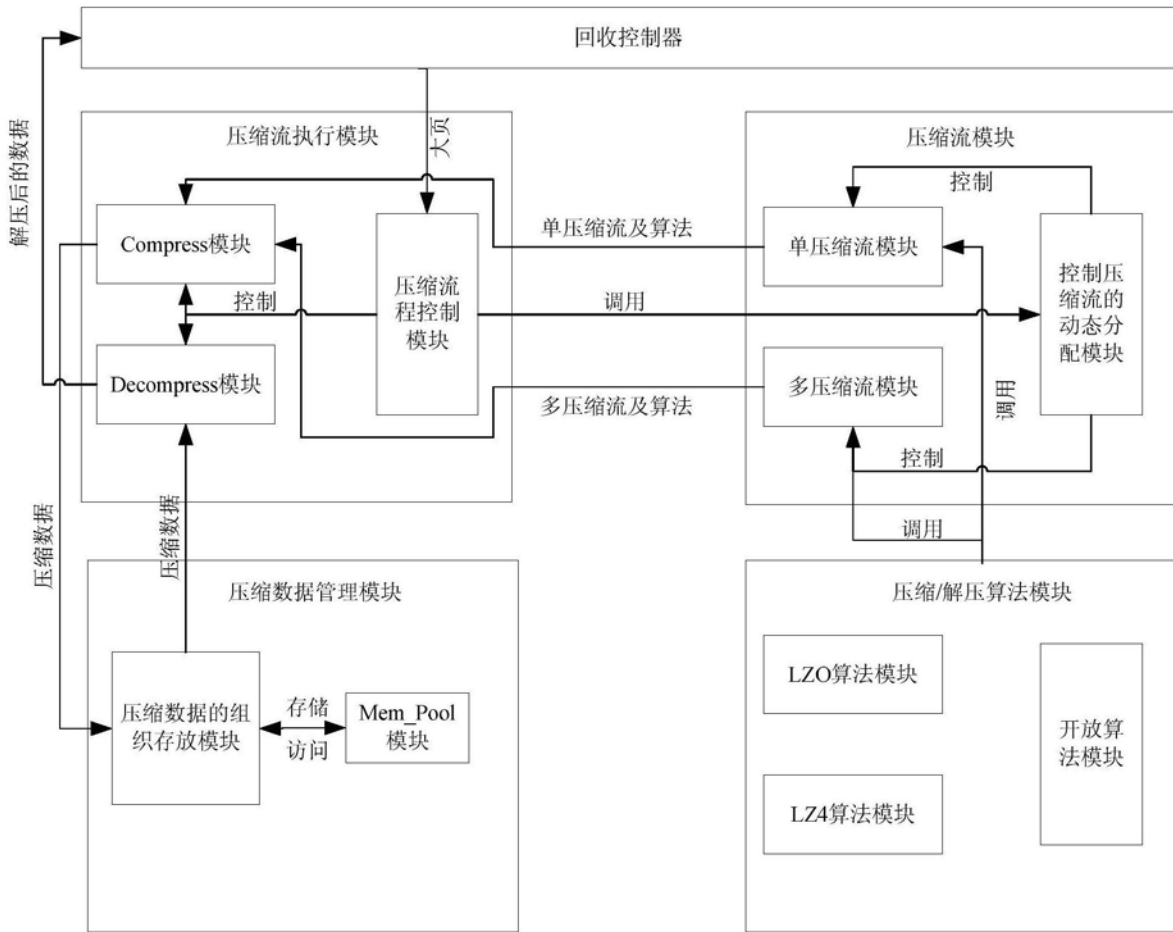 回收控制器
解压后的数据
大页
压缩流执行模块
压缩流模块
控制
Compress模块
单压缩流及算法
单压缩流模块
压缩流
程控制
模块
控制压
缩流的
动态分
配模块
控制
调用
Decompress模块
多压缩流及算法
多压缩流模块
调用
控制
压缩数据
压缩数据
调用
压缩数据管理模块
压缩/解压算法模块
LZO算法模块
压缩数据的组
织存放模块
存储
访问
Mem_Pool
模块
开放算
法模块
LZ4算法模块